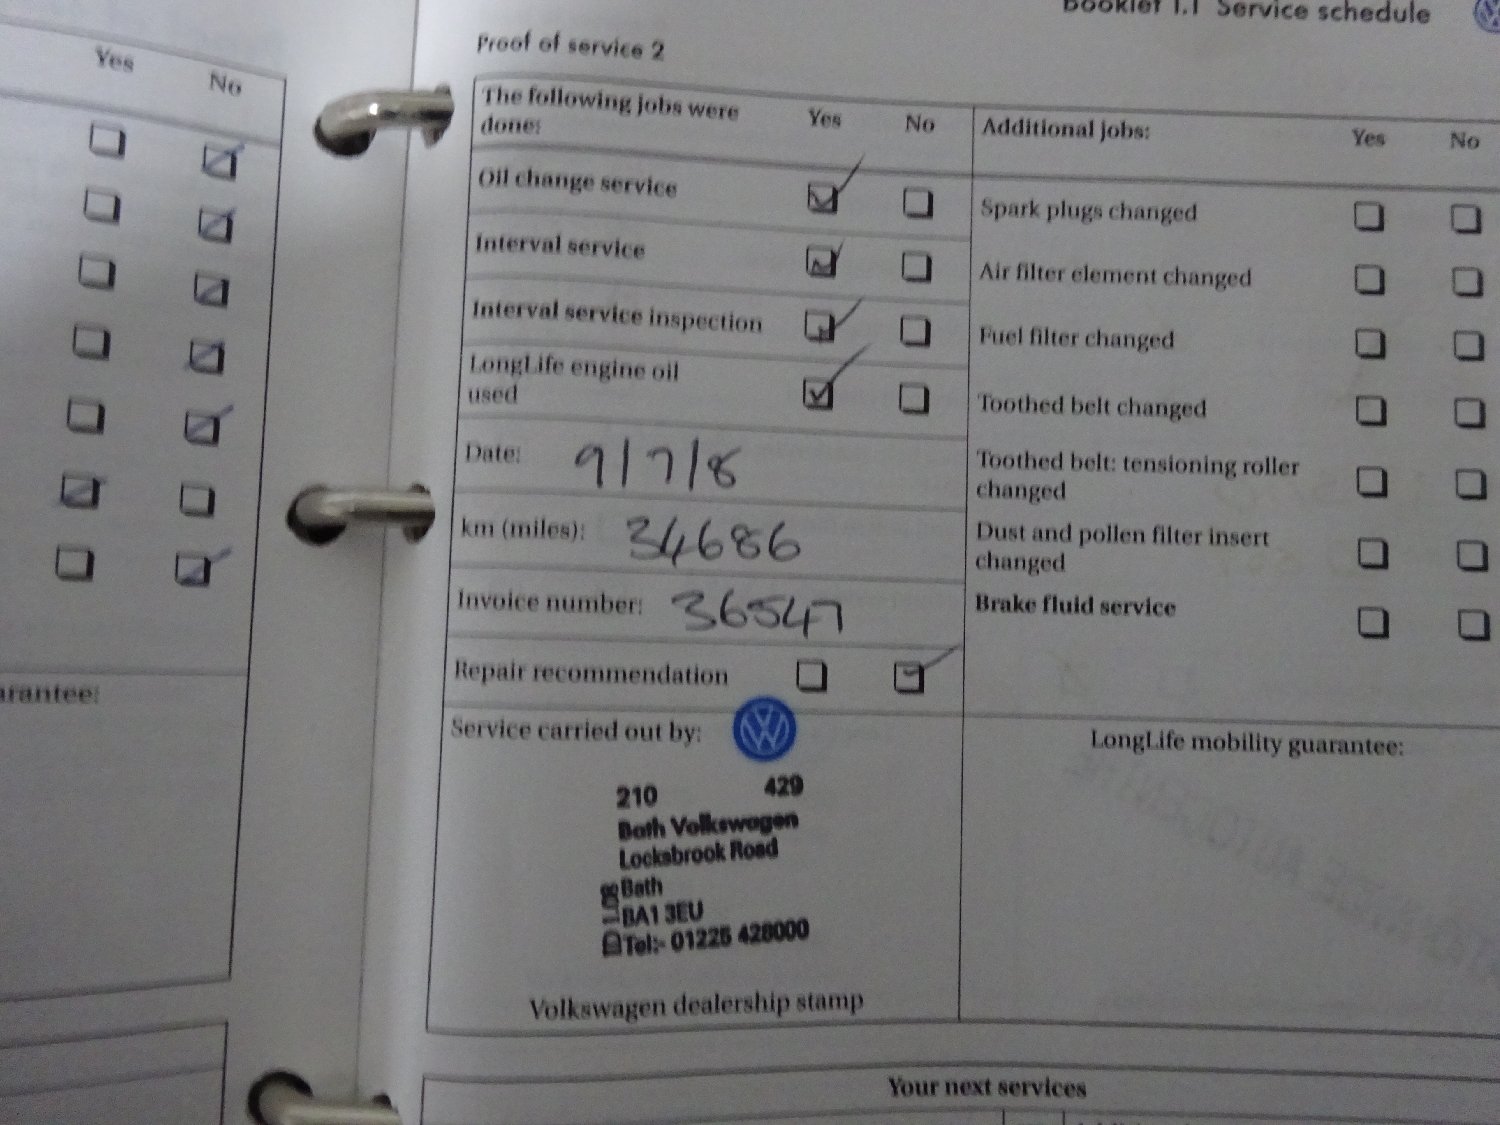 Booklet 1.1 Service schedule
Yes
No
arantee:
Proof of service 2
The following jobs were
done:
Yes
No
Oil change service
Interval service
Interval service inspection
LongLife engine oil
used
Date: 9/7/8
km (miles): 34686
Invoice number: 36547
Repair recommendation
Service carried out by:
210 429
Bath Volkswagen
Locksbrook Road
Bath
BA1 3EU
Tel:- 01225 428000
Volkswagen dealership stamp
Additional jobs:
Yes
No
Spark plugs changed
Air filter element changed
Fuel filter changed
Toothed belt changed
Toothed belt: tensioning roller
changed
Dust and pollen filter insert
changed
Brake fluid service
LongLife mobility guarantee:
Your next services